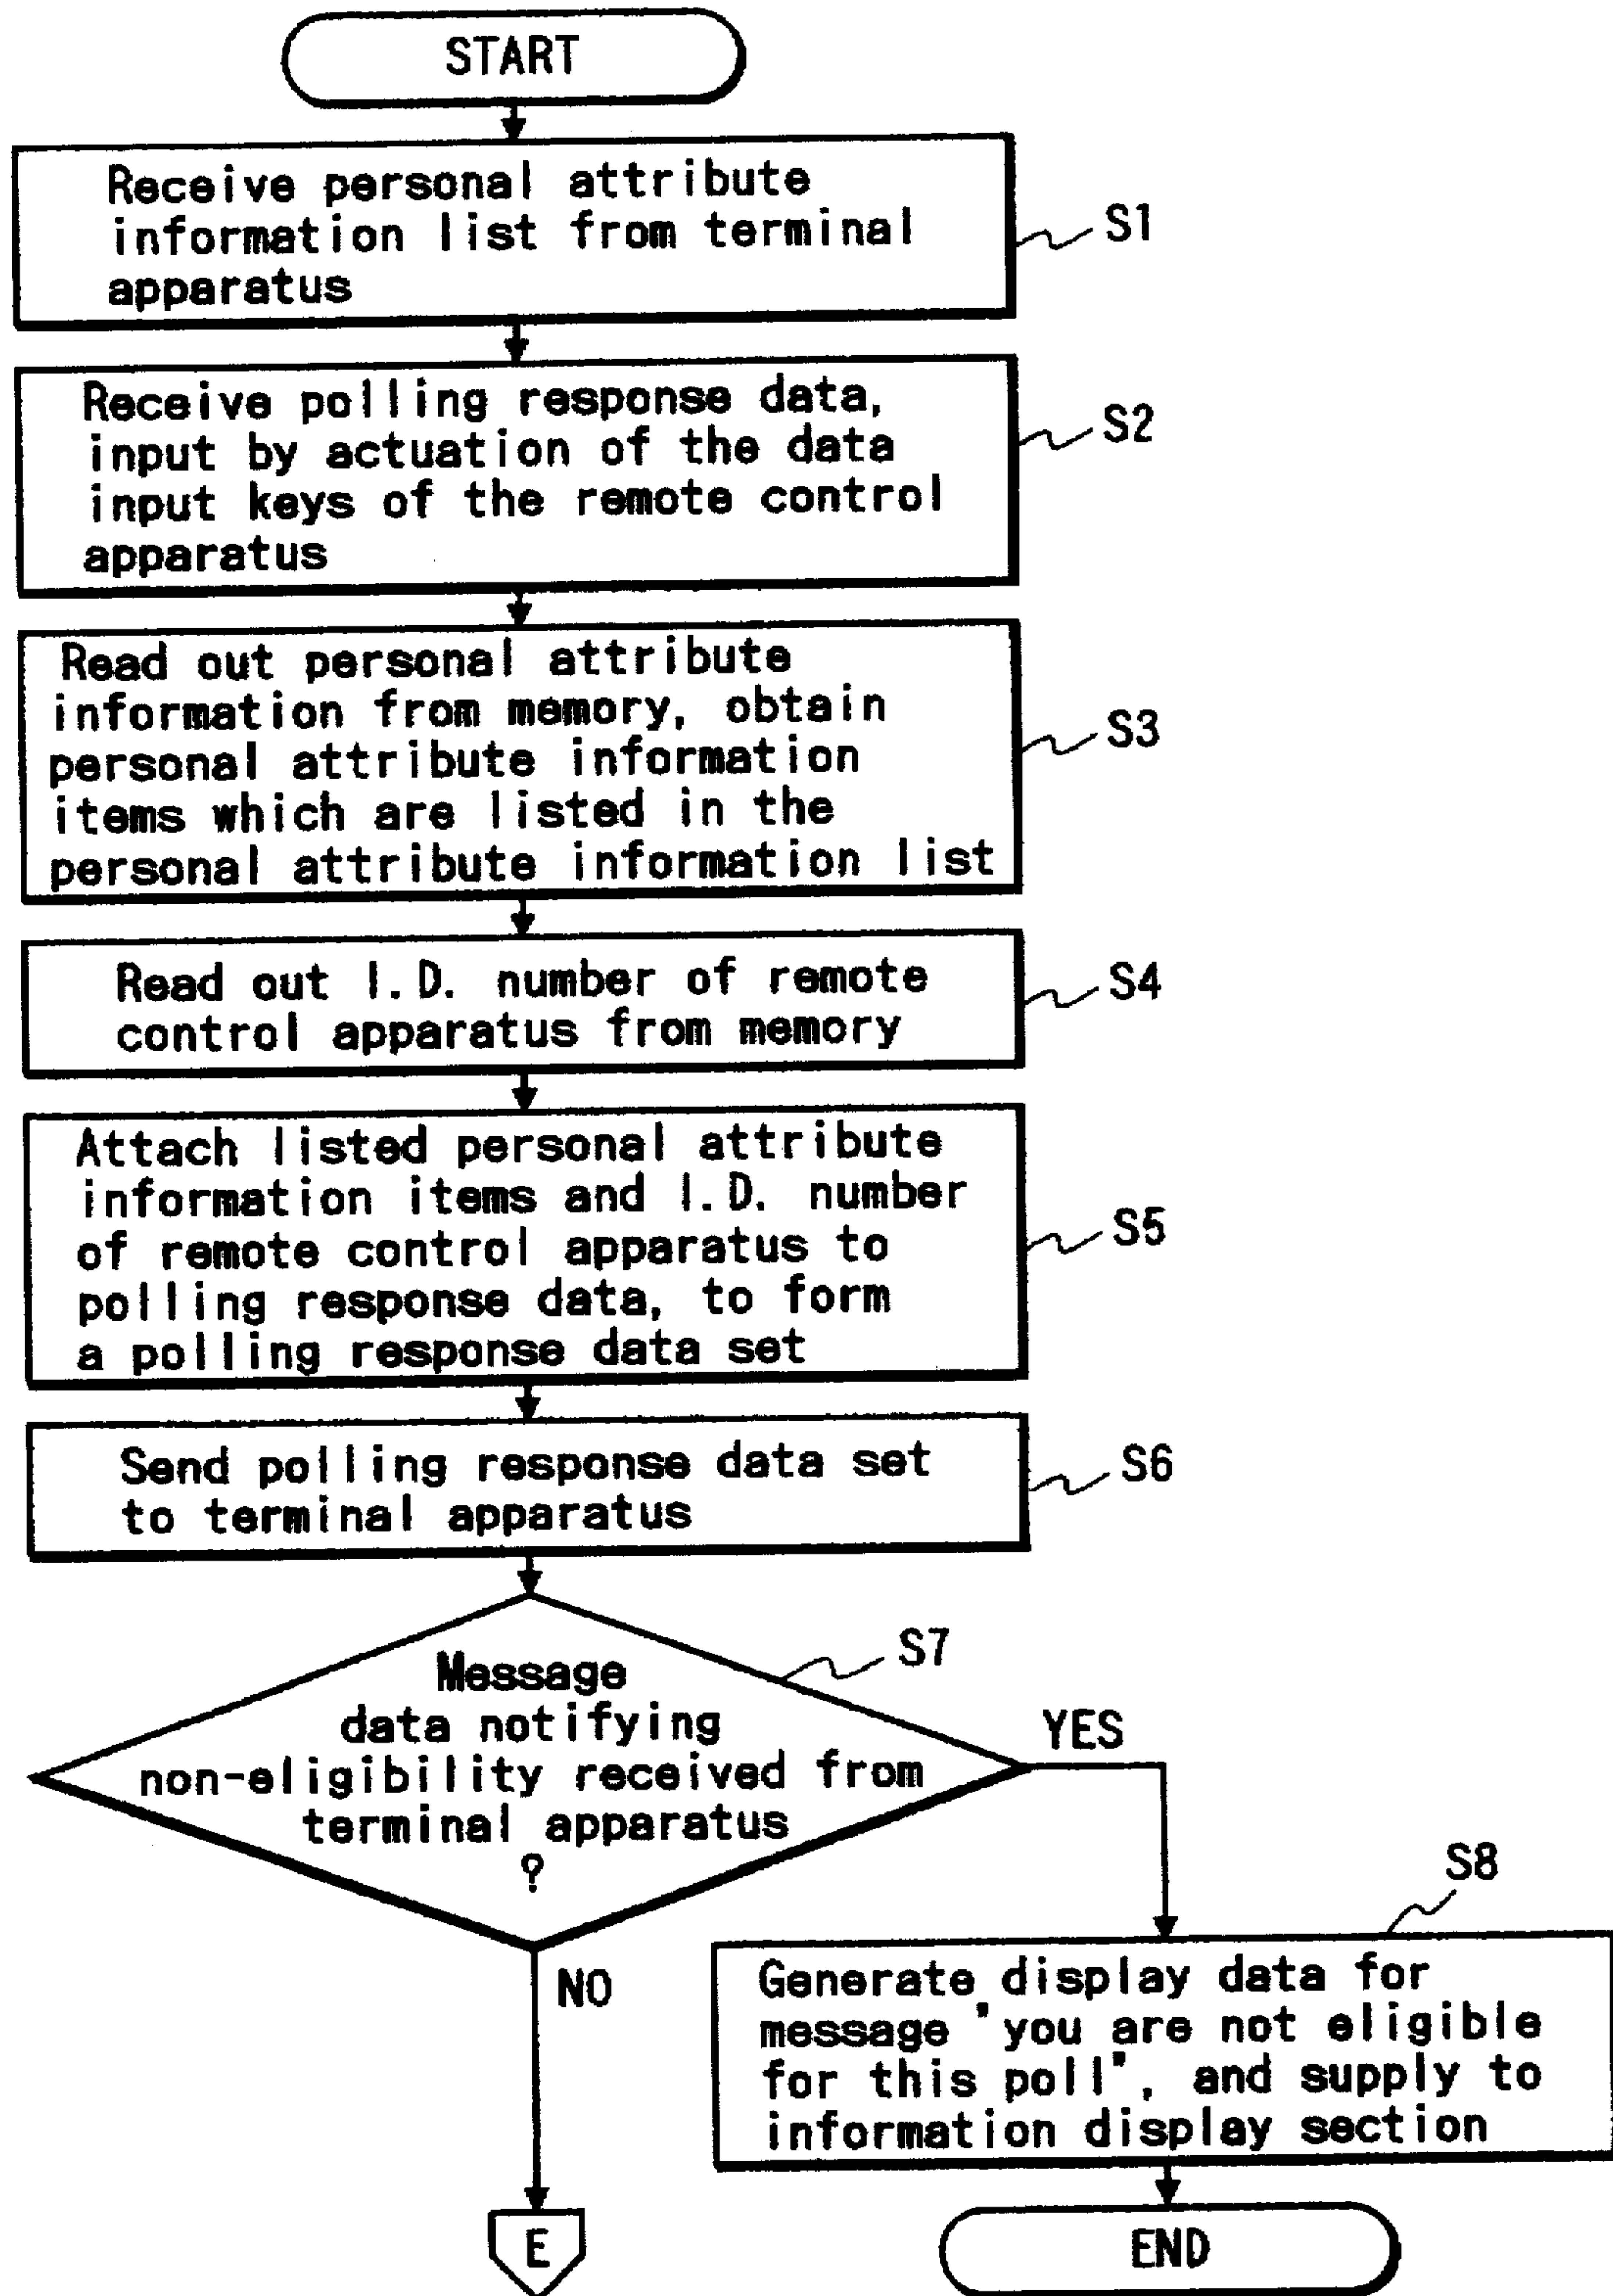 START
Receive personal attribute
information list from terminal
apparatus
S1
Receive polling response data,
input by actuation of the data
input keys of the remote control
apparatus
S2
Read out personal attribute
information from memory, obtain
personal attribute information
items which are listed in the
personal attribute information list
S3
Read out I.D. number of remote
control apparatus from memory
S4
Attach listed personal attribute
information items and I.D. number
of remote control apparatus to
polling response data, to form
a polling response data set
S5
Send polling response data set
to terminal apparatus
S6
Message
data notifying
non-eligibility received from
terminal apparatus
?
S7
YES
NO
S8
Generate display data for
message "you are not eligible
for this poll", and supply to
information display section
E
END